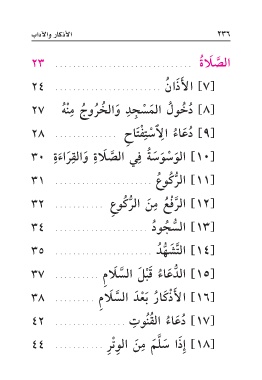 ٢٣٦ الأذكار والآداب
الصَّلَاةُ ........................ ٢٣
[٧] الأَذَانُ ........................ ٢٤
[٨] دُخُولُ المَسْجِدِ وَالخُرُوجُ مِنْهُ ٢٧
[٩] دُعَاءُ الِاسْتِفْتَاحِ ............ ٢٨
[١٠] الوَسْوَسَةُ فِي الصَّلَاةِ وَالقِرَاءَةِ ٣٠
[١١] الرُّكُوعُ ..................... ٣١
[١٢] الرَّفْعُ مِنَ الرُّكُوعِ ............ ٣٢
[١٣] السُّجُودُ ..................... ٣٤
[١٤] التَّشَهُّدُ ..................... ٣٥
[١٥] الدُّعَاءُ قَبْلَ السَّلَامِ ......... ٣٧
[١٦] الأَذْكَارُ بَعْدَ السَّلَامِ ......... ٣٨
[١٧] دُعَاءُ القُنُوتِ ............... ٤٢
[١٨] إِذَا سَلَّمَ مِنَ الوِتْرِ ......... ٤٤